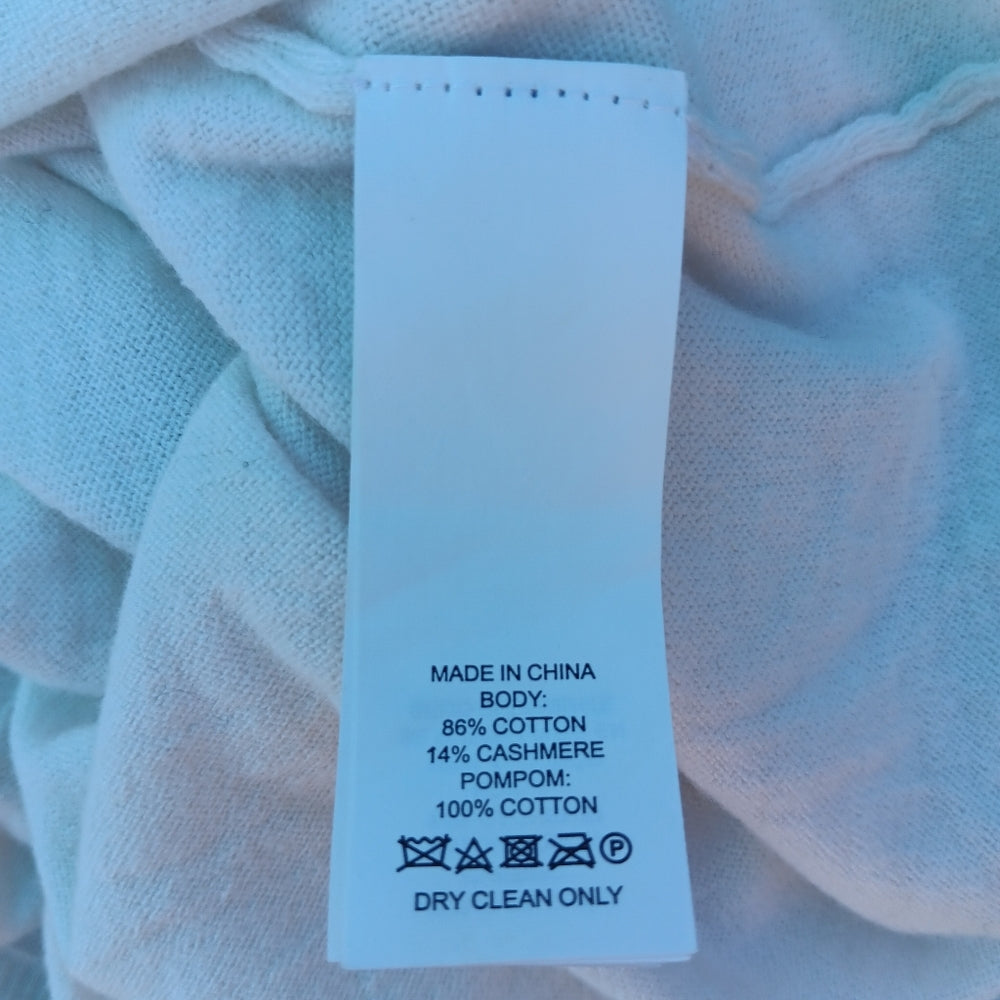 MADE IN CHINA
BODY:
86% COTTON
14% CASHMERE
POMPOM:
100% COTTON
P
DRY CLEAN ONLY